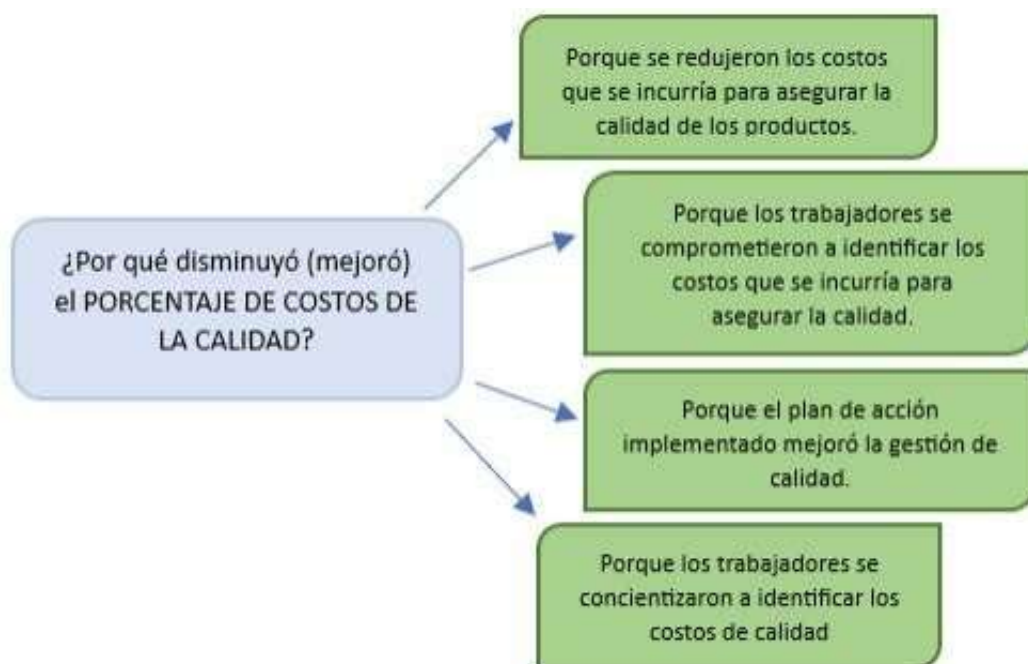 ¿Por qué disminuyó (mejoró)
el PORCENTAJE DE COSTOS DE
LA CALIDAD?
Porque se redujeron los costos
que se incurría para asegurar la
calidad de los productos.
Porque los trabajadores se
comprometieron a identificar los
costos que se incurría para
asegurar la calidad.
Porque el plan de acción
implementado mejoró la gestión de
calidad.
Porque los trabajadores se
concientizaron a identificar los
costos de calidad